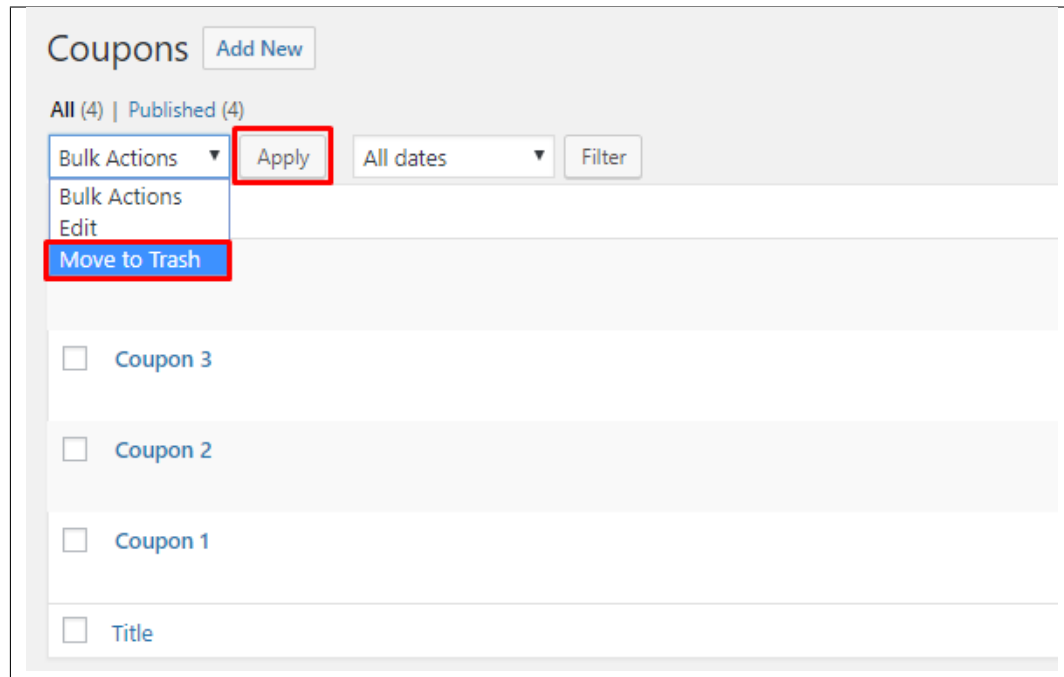 Coupons Add New
All (4) | Published (4)
Bulk Actions Apply All dates Filter
Bulk Actions
Edit
Move to Trash
Coupon 3
Coupon 2
Coupon 1
Title